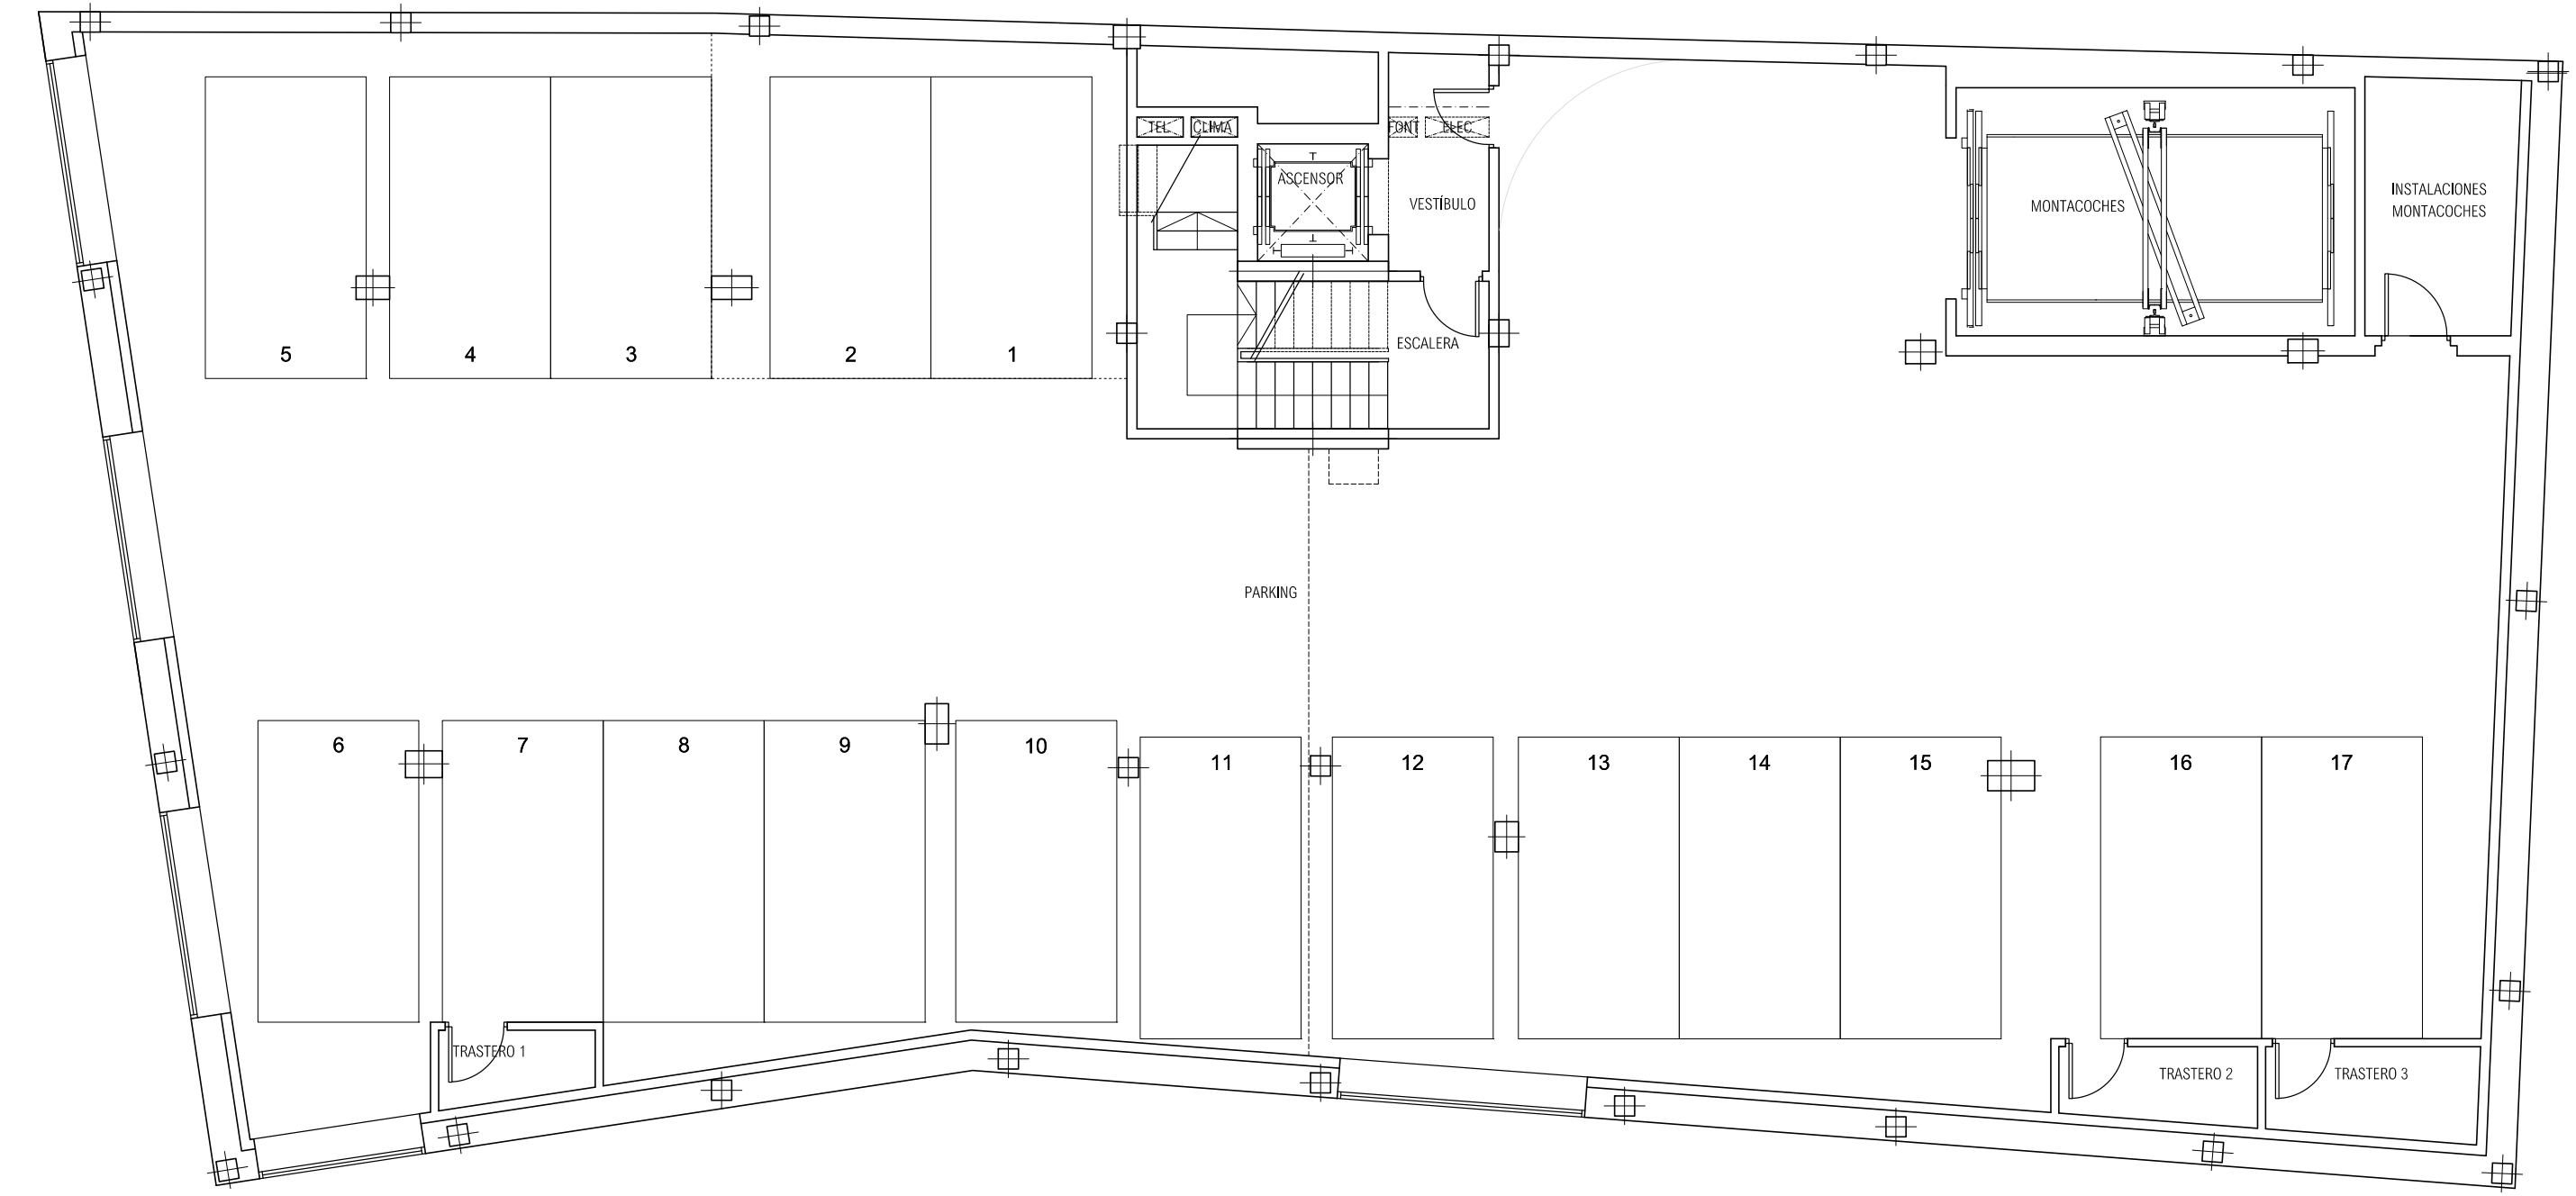 TEL
CLIMA
FONT
ELEC
ASCENSOR
VESTÍBULO
MONTACOCHES
INSTALACIONES
MONTACOCHES
ESCALERA
5
4
3
2
1
PARKING
6
7
8
9
10
11
12
13
14
15
16
17
TRASTERO 1
TRASTERO 2
TRASTERO 3